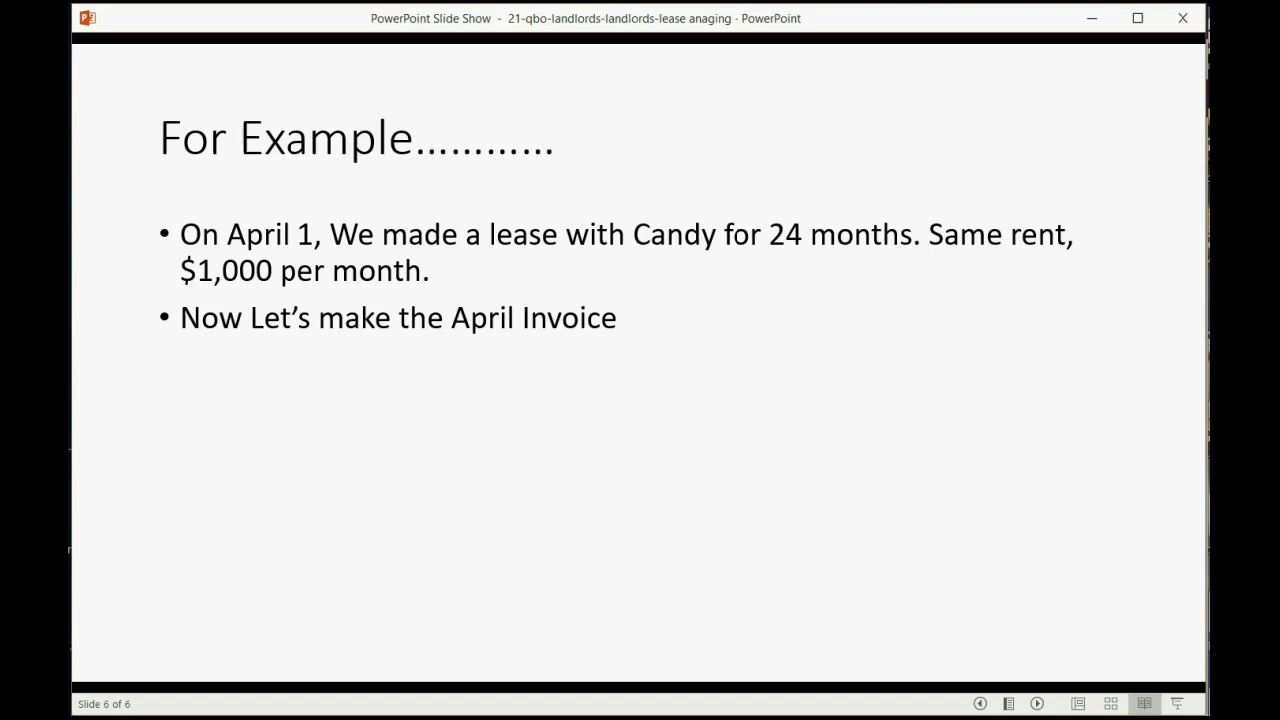 PowerPoint Slide Show - 21-qbo-landlords-landlords-lease anaging - PowerPoint
For Example…………
• On April 1, We made a lease with Candy for 24 months. Same rent,
$1,000 per month.
• Now Let’s make the April Invoice
Slide 6 of 6